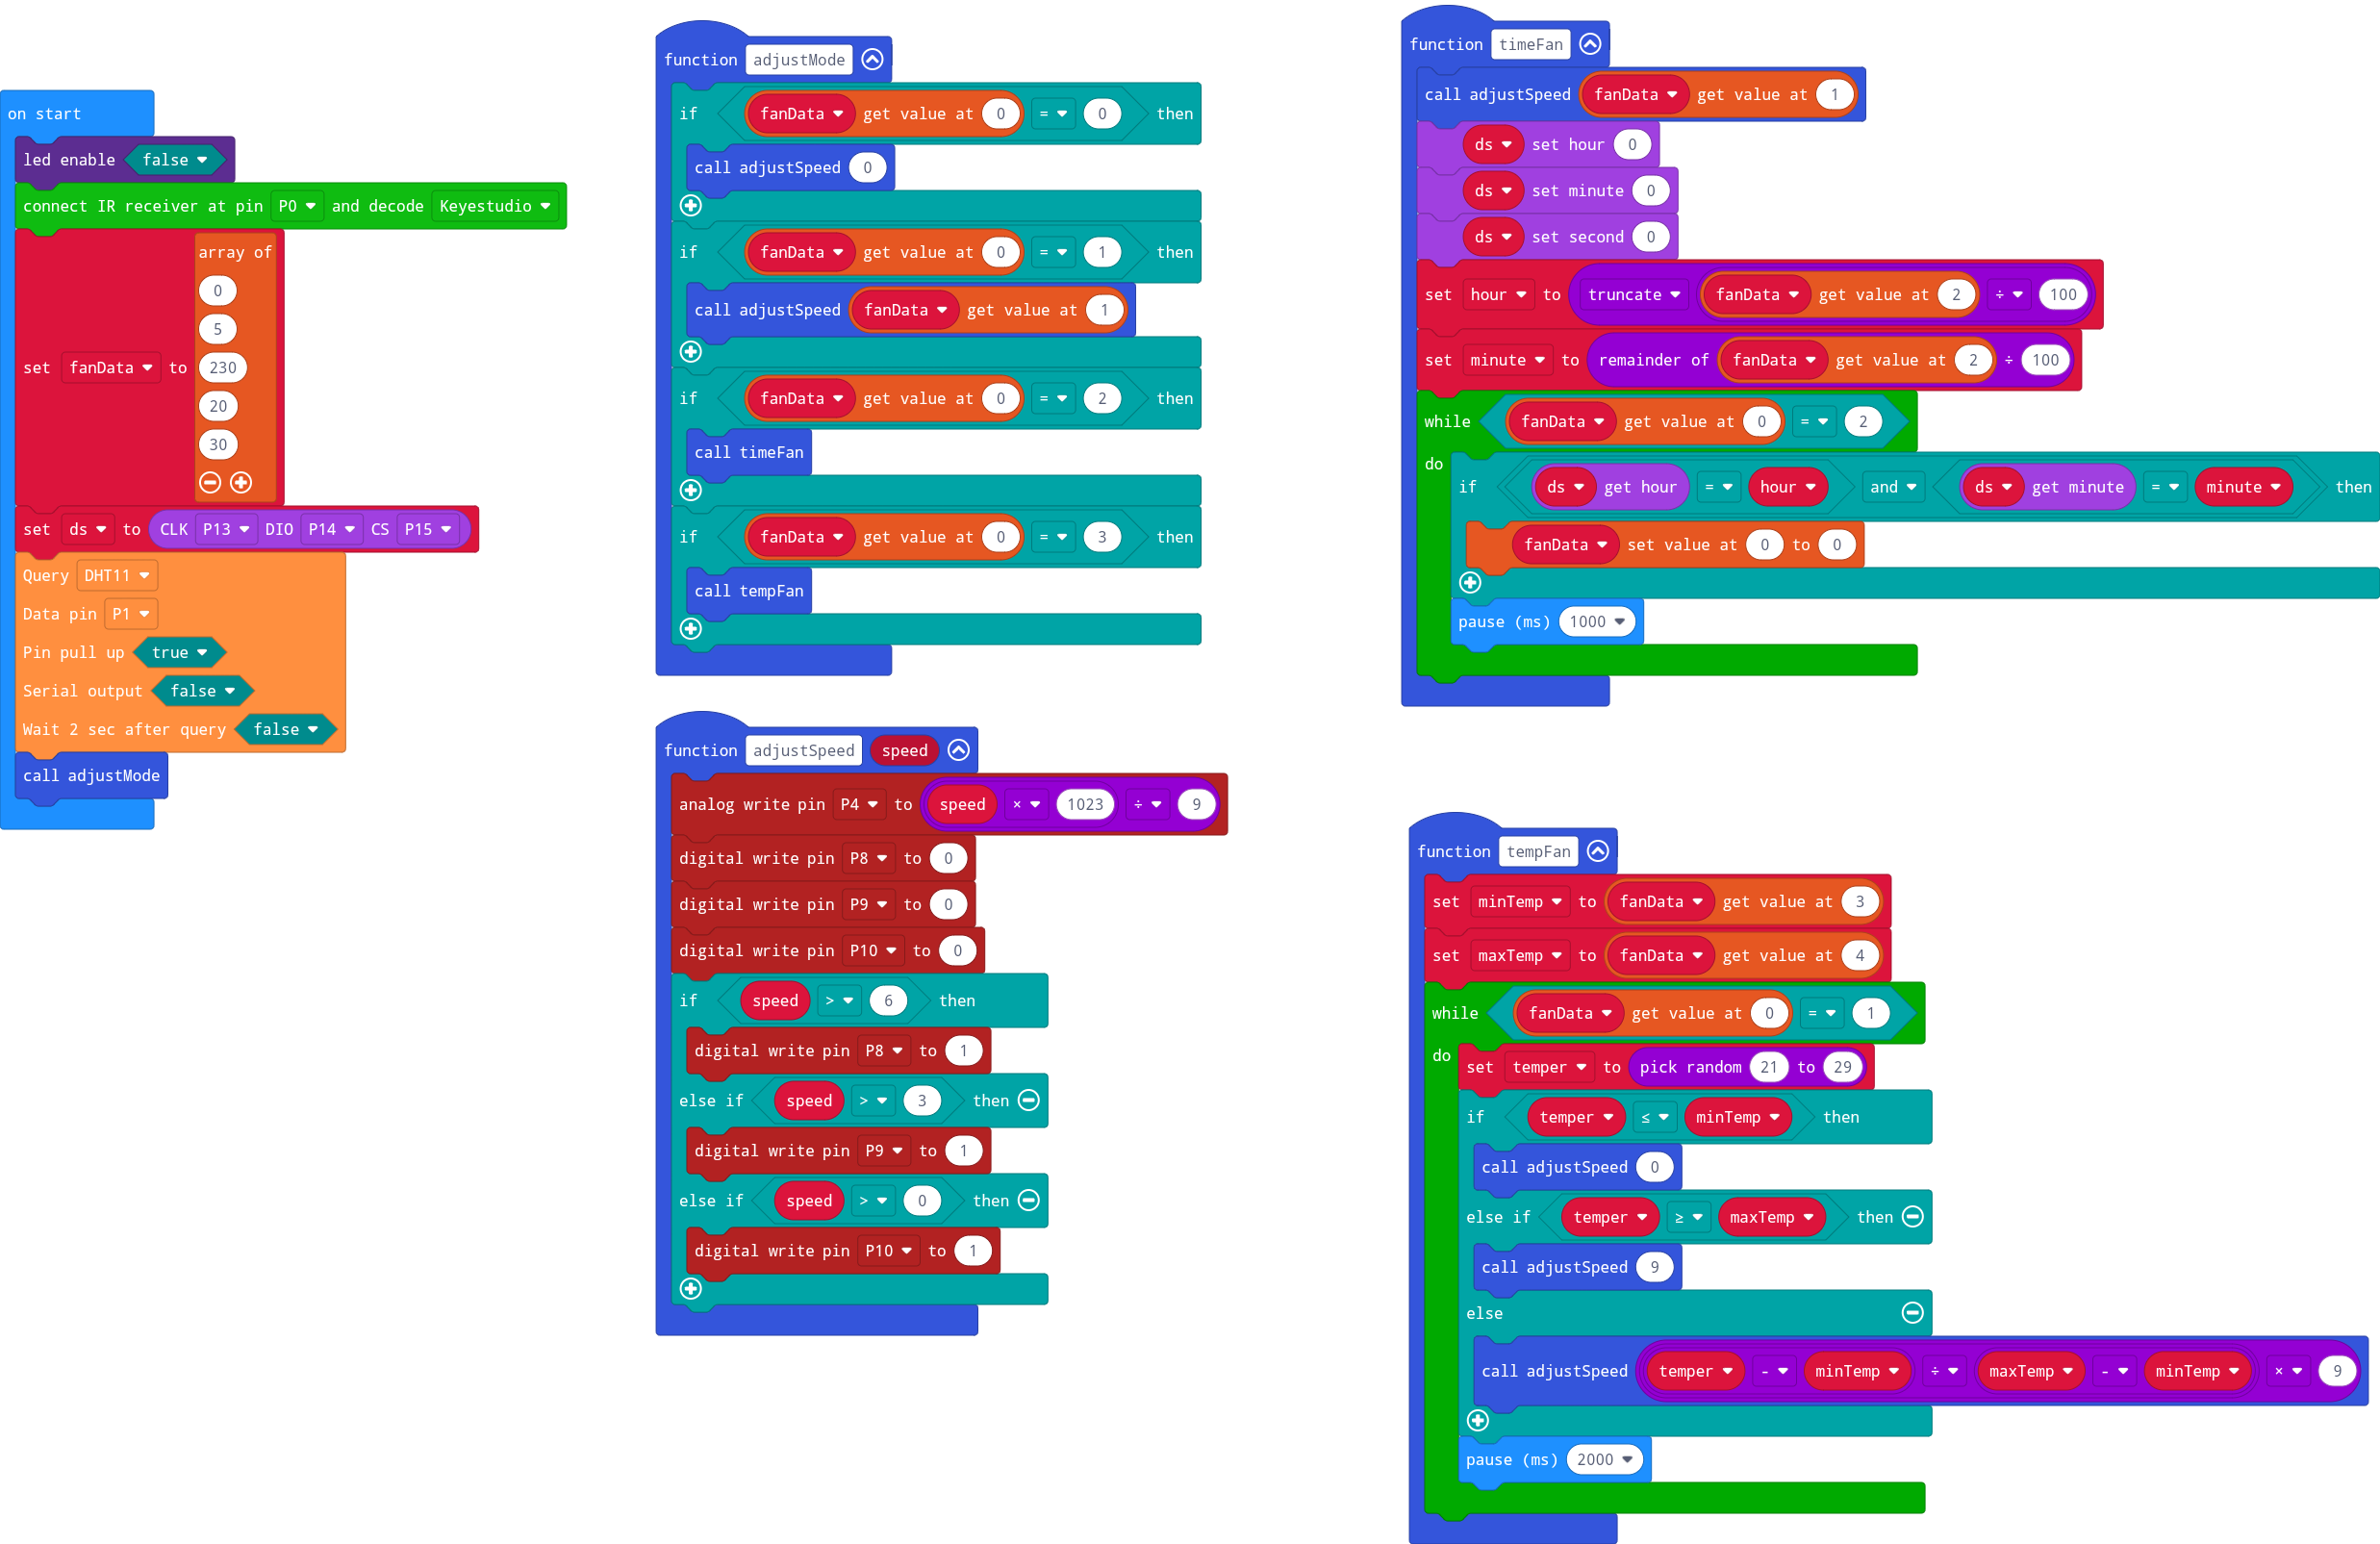 on start
led enable false
connect IR receiver at pin P0 and decode Keyestudio
set fanData to array of
0
5
230
20
30
set ds to CLK P13 DIO P14 CS P15
Query DHT11
Data pin P1
Pin pull up true
Serial output false
Wait 2 sec after query false
call adjustMode
function adjustMode
if fanData get value at 0 = 0 then
call adjustSpeed 0
if fanData get value at 0 = 1 then
call adjustSpeed fanData get value at 1
if fanData get value at 0 = 2 then
call timeFan
if fanData get value at 0 = 3 then
call tempFan
function adjustSpeed speed
analog write pin P4 to speed × 1023 ÷ 9
digital write pin P8 to 0
digital write pin P9 to 0
digital write pin P10 to 0
if speed > 6 then
digital write pin P8 to 1
else if speed > 3 then
digital write pin P9 to 1
else if speed > 0 then
digital write pin P10 to 1
function timeFan
call adjustSpeed fanData get value at 1
ds set hour 0
ds set minute 0
ds set second 0
set hour to truncate fanData get value at 2 ÷ 100
set minute to remainder of fanData get value at 2 ÷ 100
while fanData get value at 0 = 2
do
if ds get hour = hour and ds get minute = minute then
fanData set value at 0 to 0
pause (ms) 1000
function tempFan
set minTemp to fanData get value at 3
set maxTemp to fanData get value at 4
while fanData get value at 0 = 1
do
set temper to pick random 21 to 29
if temper ≤ minTemp then
call adjustSpeed 0
else if temper ≥ maxTemp then
call adjustSpeed 9
else
call adjustSpeed temper - minTemp ÷ maxTemp - minTemp × 9
pause (ms) 2000